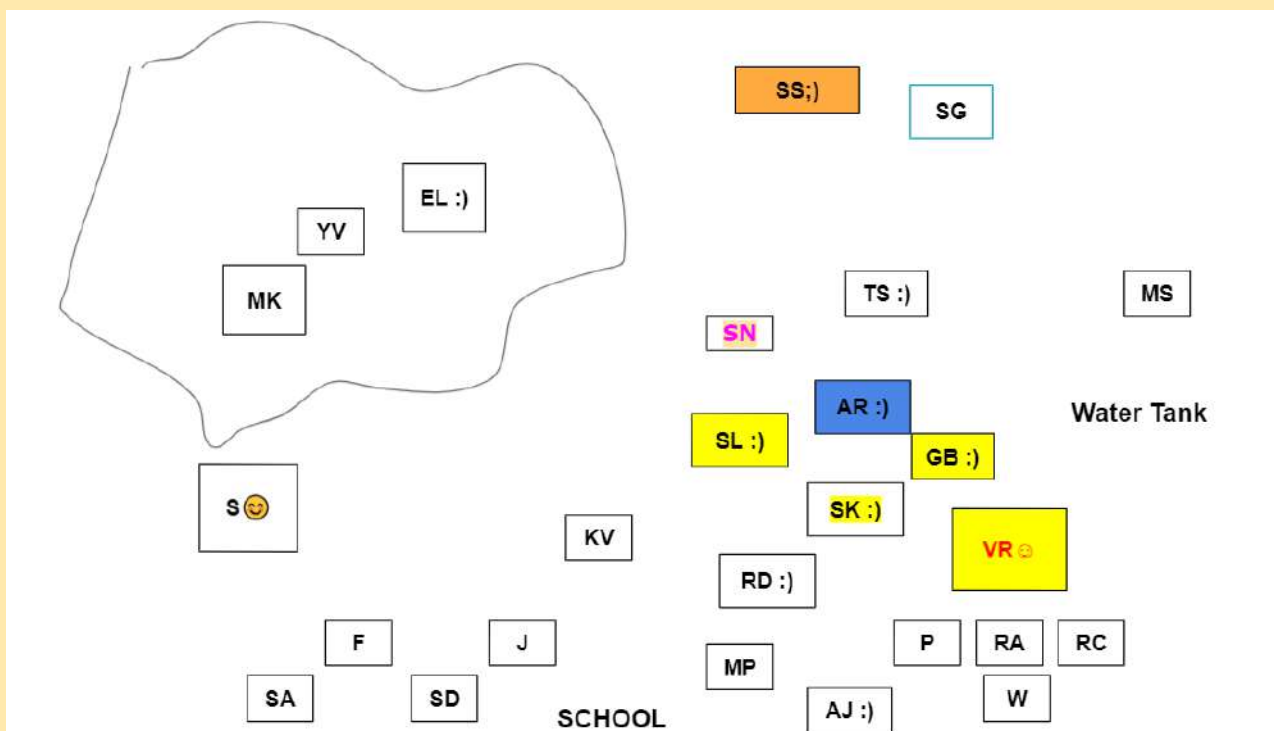 SS;)
SG
EL :)
YV
MK
TS :)
MS
SN
AR :)
Water Tank
SL :)
GB :)
S😊
SK :)
KV
VR☺
RD :)
F
J
P
RA
RC
MP
SA
SD
W
AJ :)
SCHOOL